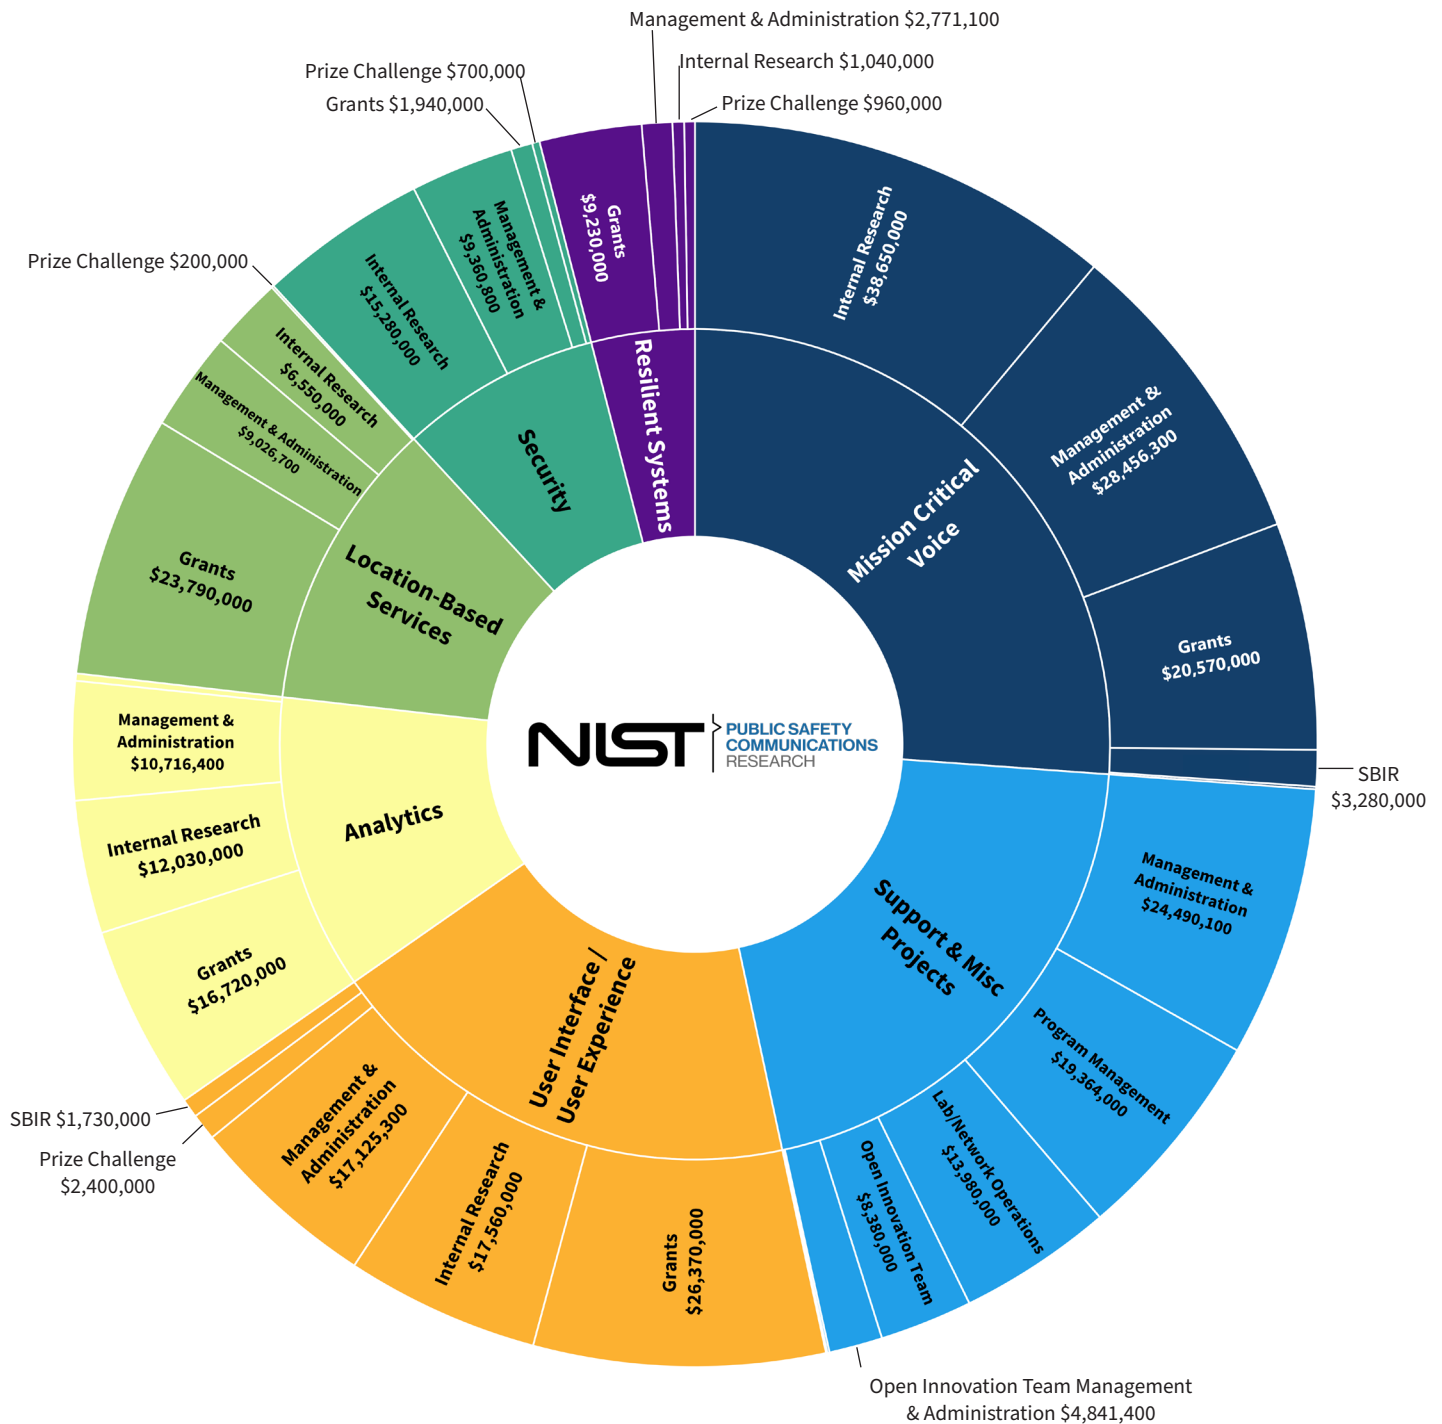 Management & Administration $2,771,100
Internal Research $1,040,000
Prize Challenge $960,000
Prize Challenge $700,000
Grants $1,940,000
Prize Challenge $200,000
Grants
$9,230,000
Resilient Systems
Internal Research
$38,650,000
Management &
Administration
$28,456,300
Grants
$20,570,000
SBIR
$3,280,000
Mission Critical
Voice
Management &
Administration
$24,490,100
Program Management
$19,364,000
Lab/Network Operations
$13,980,000
Open Innovation Team
$8,380,000
Open Innovation Team Management
& Administration $4,841,400
Support & Misc
Projects
Grants
$26,370,000
Internal Research
$17,560,000
Management &
Administration
$17,125,300
Prize Challenge
$2,400,000
SBIR $1,730,000
User Interface /
User Experience
Grants
$16,720,000
Internal Research
$12,030,000
Management &
Administration
$10,716,400
Analytics
Grants
$23,790,000
Management & Administration
$9,026,700
Internal Research
$6,550,000
Location-Based
Services
Internal Research
$15,280,000
Management &
Administration
$9,360,800
Security
NIST
PUBLIC SAFETY
COMMUNICATIONS
RESEARCH